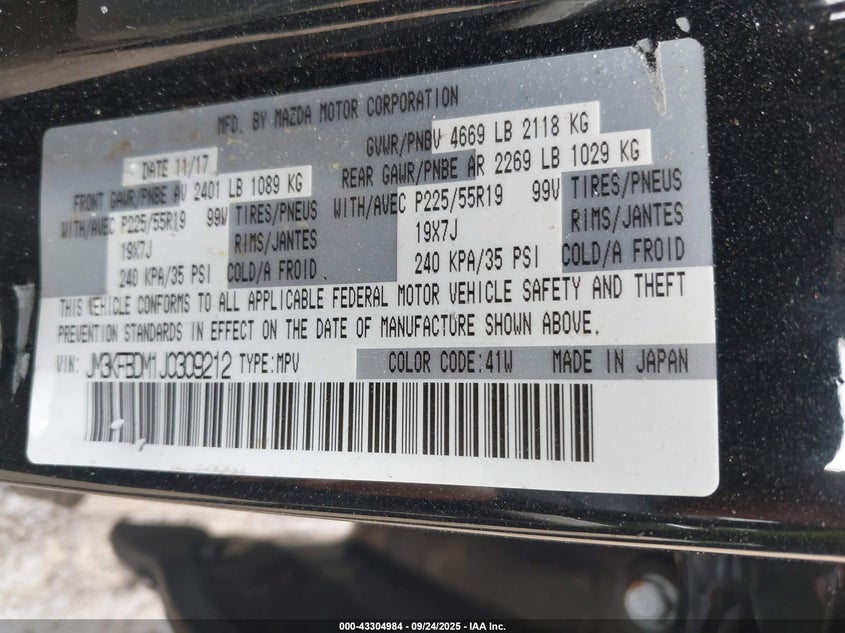 MFD. BY MAZDA MOTOR CORPORATION
DATE 11/17 GVWR/PNBV 4669 LB 2118 KG
FRONT GAWR/PNBE AV 2401 LB 1089 KG REAR GAWR/PNBE AR 2269 LB 1029 KG
WITH/AVEC P225/55R19 99V TIRES/PNEUS WITH/AVEC P225/55R19 99V TIRES/PNEUS
19X7J RIMS/JANTES 19X7J RIMS/JANTES
240 KPA/35 PSI COLD/A FROID 240 KPA/35 PSI COLD/A FROID
THIS VEHICLE CONFORMS TO ALL APPLICABLE FEDERAL MOTOR VEHICLE SAFETY AND THEFT
PREVENTION STANDARDS IN EFFECT ON THE DATE OF MANUFACTURE SHOWN ABOVE.
VIN: JM3KFBDM1J0309212 TYPE:MPV COLOR CODE:41W MADE IN JAPAN
000-43304984 - 09/24/2025 - IAA Inc.